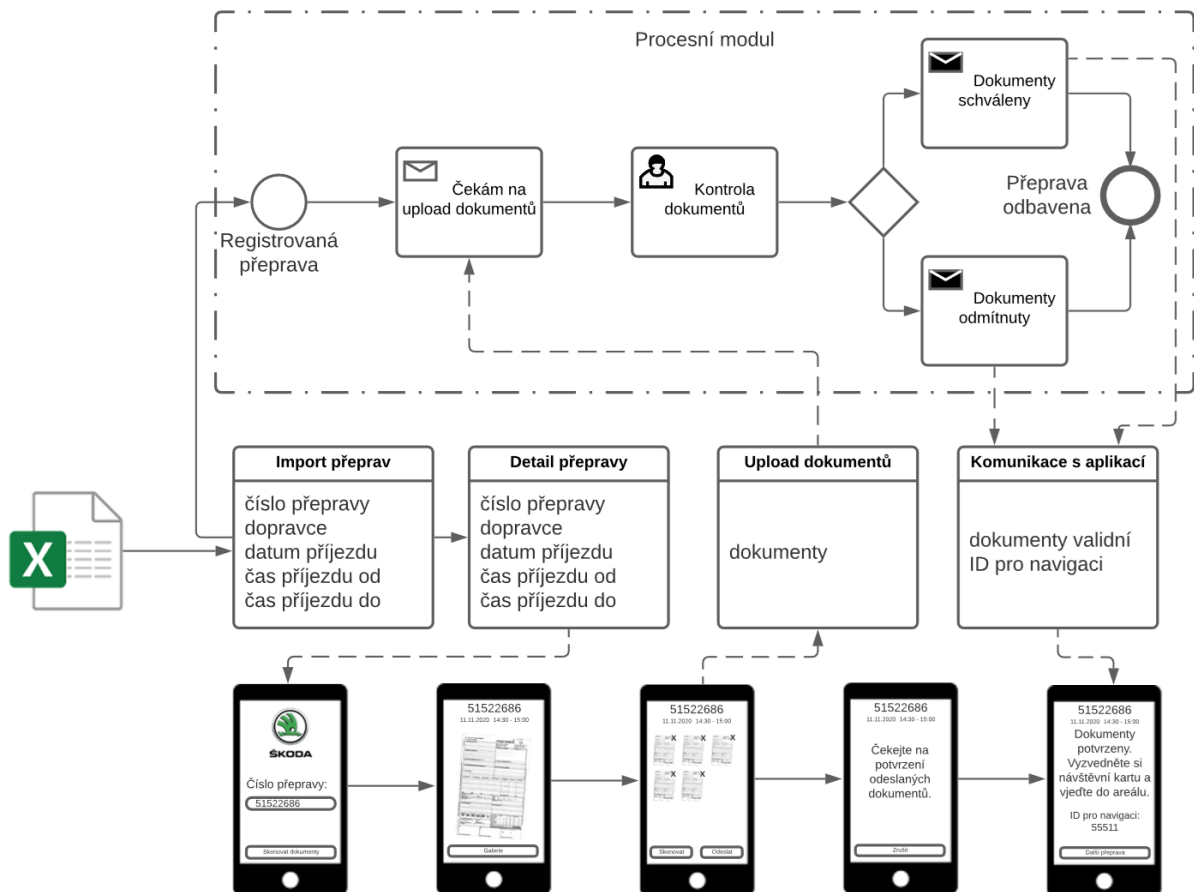 Procesní modul
Dokumenty
schváleny
Čekám na
upload dokumentů
Kontrola
dokumentů
Přeprava
odbavena
Registrovaná
přeprava
Dokumenty
odmítnuty
Import přeprav
číslo přepravy
dopravce
datum příjezdu
čas příjezdu od
čas příjezdu do
Detail přepravy
číslo přepravy
dopravce
datum příjezdu
čas příjezdu od
čas příjezdu do
Upload dokumentů
dokumenty
Komunikace s aplikací
dokumenty validní
ID pro navigaci
X
ŠKODA
Číslo přepravy:
51522686
Skenovat dokumenty
51522686
11.11.2020 14:30 - 15:00
Galerie
51522686
11.11.2020 14:30 - 15:00
X X X
X X
Skenovat Odeslat
51522686
11.11.2020 14:30 - 15:00
Čekejte na
potvrzení
odeslaných
dokumentů.
Zrušit
51522686
11.11.2020 14:30 - 15:00
Dokumenty
potvrzeny.
Vyzvedněte si
návštěvní kartu a
vjeďte do areálu.
ID pro navigaci:
55511
Další přeprava